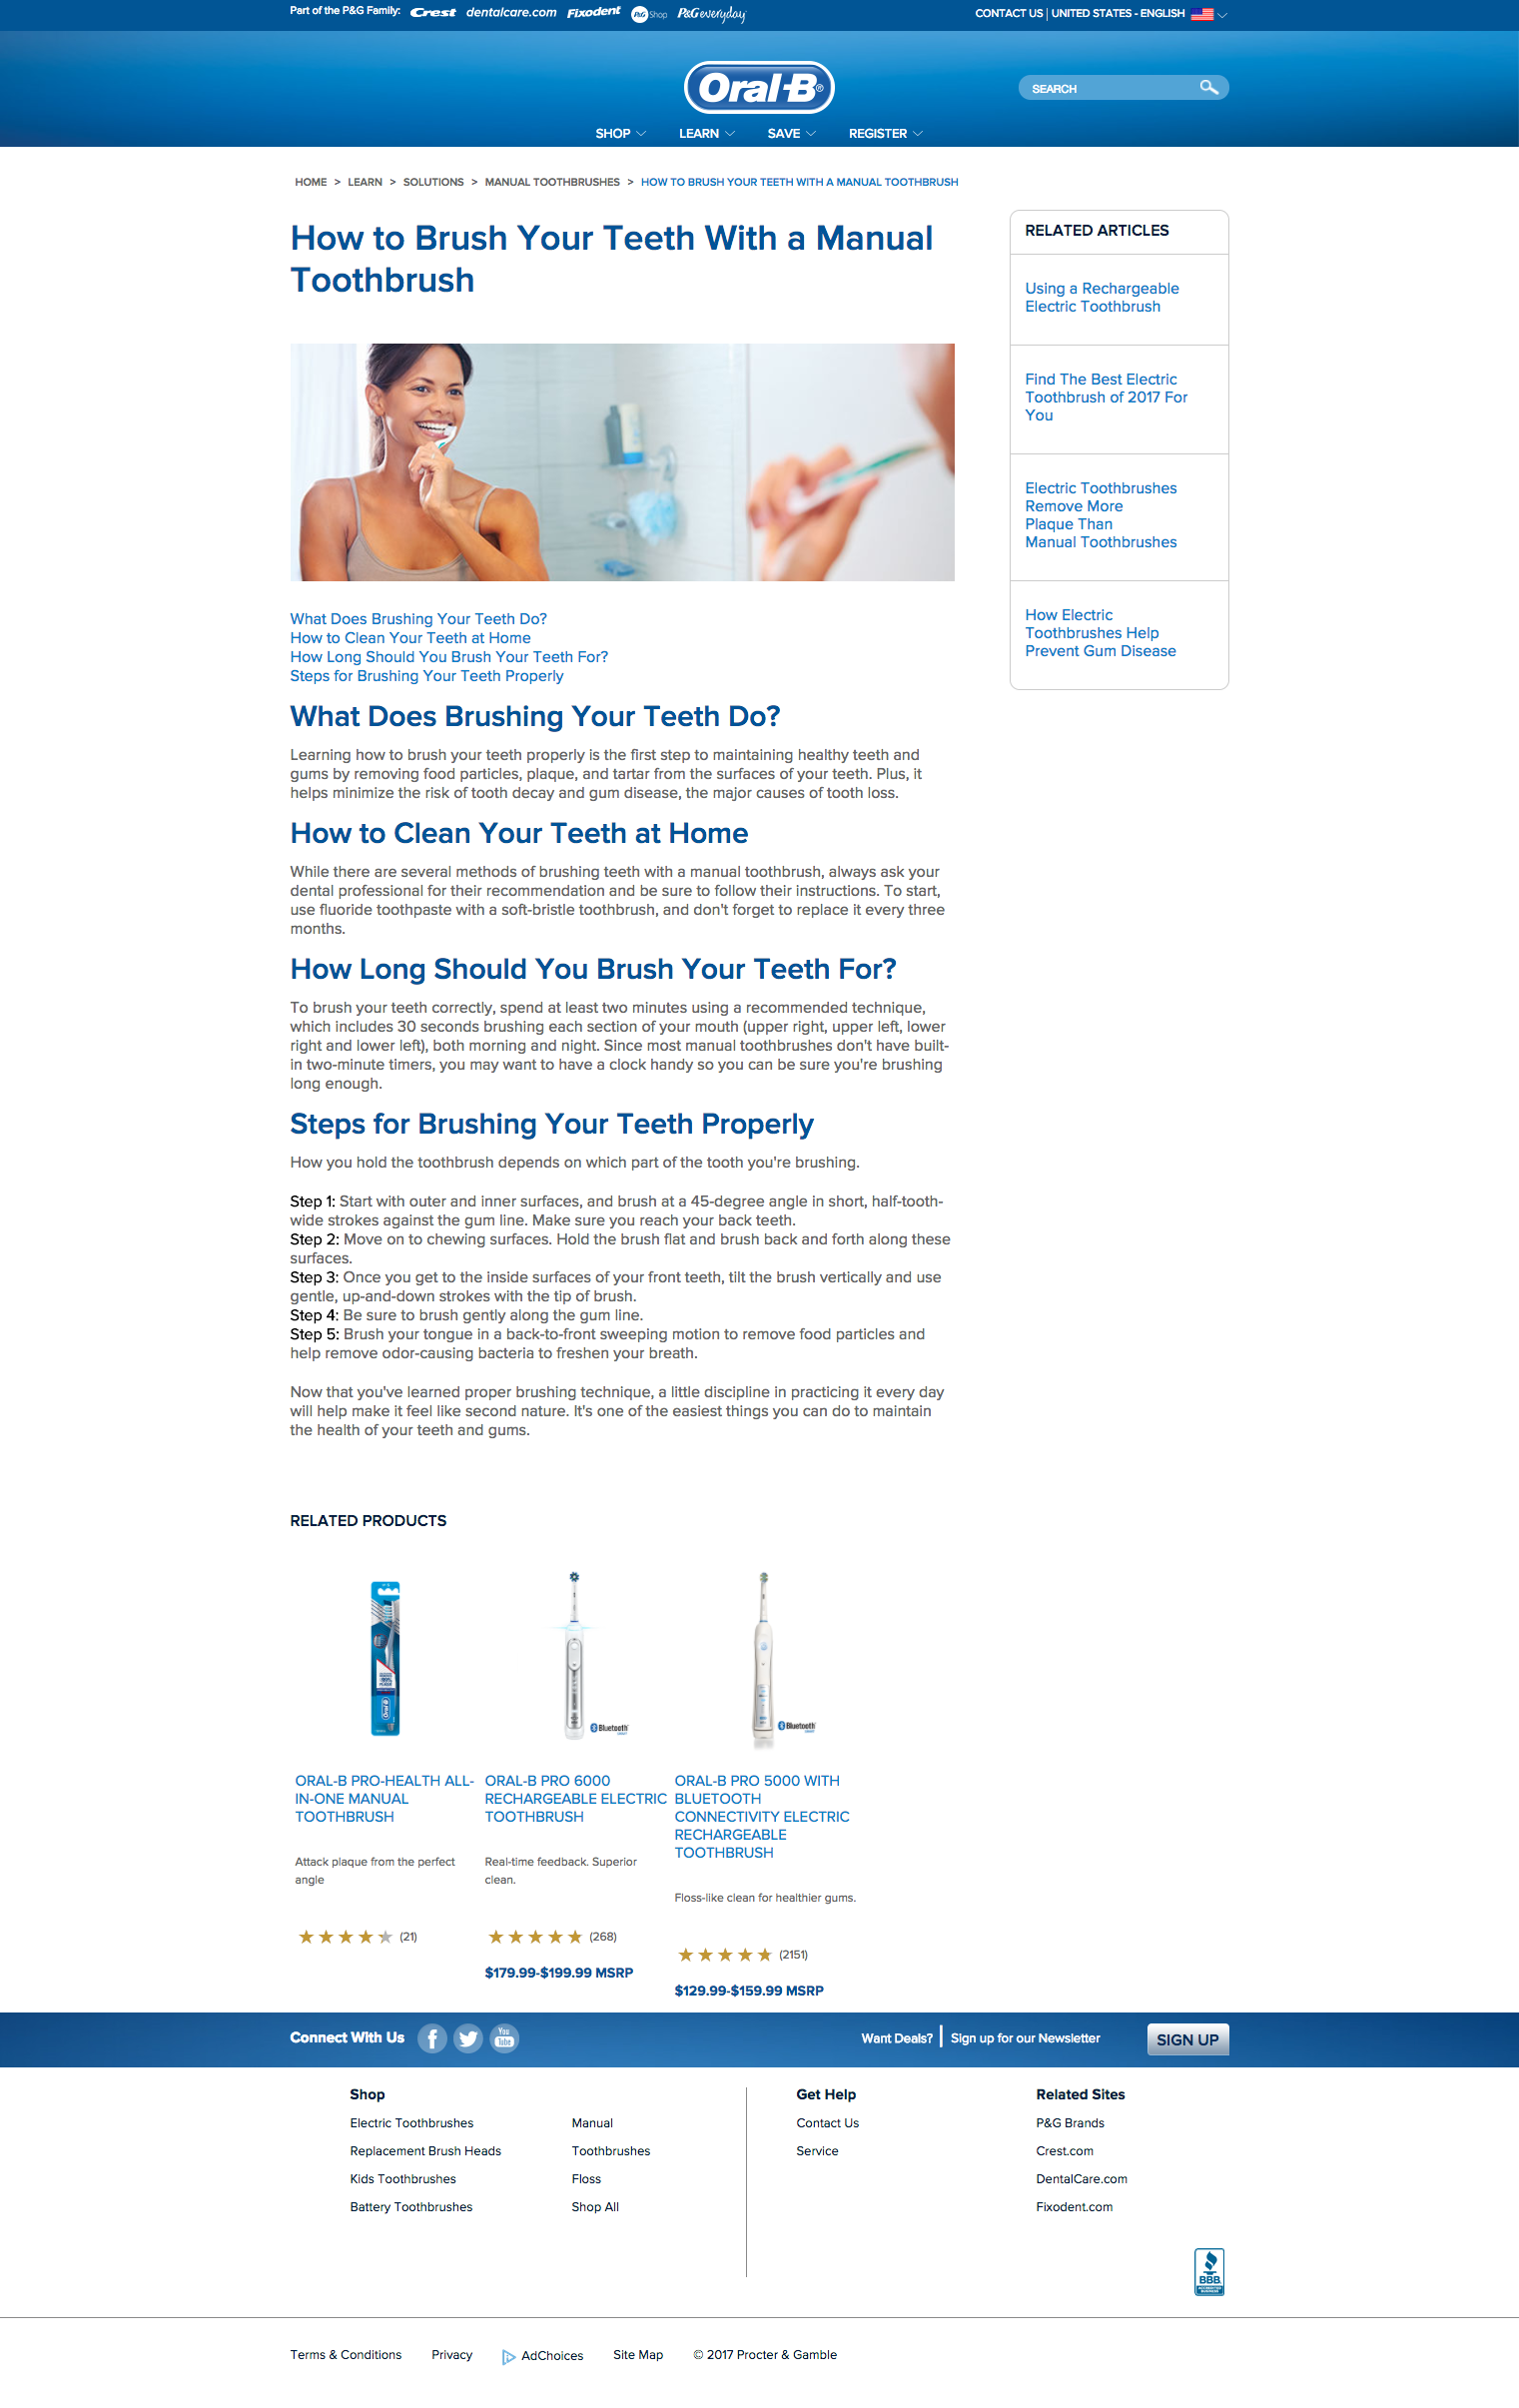 Part of the P&G Family: Crest dentalcare.com Fixodent P&G Shop P&G everyday
CONTACT US | UNITED STATES - ENGLISH
Oral-B®
SEARCH
SHOP LEARN SAVE REGISTER
HOME > LEARN > SOLUTIONS > MANUAL TOOTHBRUSHES > HOW TO BRUSH YOUR TEETH WITH A MANUAL TOOTHBRUSH
How to Brush Your Teeth With a Manual
Toothbrush
What Does Brushing Your Teeth Do?
How to Clean Your Teeth at Home
How Long Should You Brush Your Teeth For?
Steps for Brushing Your Teeth Properly
What Does Brushing Your Teeth Do?
Learning how to brush your teeth properly is the first step to maintaining healthy teeth and
gums by removing food particles, plaque, and tartar from the surfaces of your teeth. Plus, it
helps minimize the risk of tooth decay and gum disease, the major causes of tooth loss.
How to Clean Your Teeth at Home
While there are several methods of brushing teeth with a manual toothbrush, always ask your
dental professional for their recommendation and be sure to follow their instructions. To start,
use fluoride toothpaste with a soft-bristle toothbrush, and don't forget to replace it every three
months.
How Long Should You Brush Your Teeth For?
To brush your teeth correctly, spend at least two minutes using a recommended technique,
which includes 30 seconds brushing each section of your mouth (upper right, upper left, lower
right and lower left), both morning and night. Since most manual toothbrushes don't have built-
in two-minute timers, you may want to have a clock handy so you can be sure you're brushing
long enough.
Steps for Brushing Your Teeth Properly
How you hold the toothbrush depends on which part of the tooth you're brushing.
Step 1: Start with outer and inner surfaces, and brush at a 45-degree angle in short, half-tooth-
wide strokes against the gum line. Make sure you reach your back teeth.
Step 2: Move on to chewing surfaces. Hold the brush flat and brush back and forth along these
surfaces.
Step 3: Once you get to the inside surfaces of your front teeth, tilt the brush vertically and use
gentle, up-and-down strokes with the tip of brush.
Step 4: Be sure to brush gently along the gum line.
Step 5: Brush your tongue in a back-to-front sweeping motion to remove food particles and
help remove odor-causing bacteria to freshen your breath.
Now that you've learned proper brushing technique, a little discipline in practicing it every day
will help make it feel like second nature. It's one of the easiest things you can do to maintain
the health of your teeth and gums.
RELATED ARTICLES
Using a Rechargeable
Electric Toothbrush
Find The Best Electric
Toothbrush of 2017 For
You
Electric Toothbrushes
Remove More
Plaque Than
Manual Toothbrushes
How Electric
Toothbrushes Help
Prevent Gum Disease
RELATED PRODUCTS
Oral-B
Bluetooth
Bluetooth
ORAL-B PRO-HEALTH ALL-
IN-ONE MANUAL
TOOTHBRUSH
Attack plaque from the perfect
angle
(21)
ORAL-B PRO 6000
RECHARGEABLE ELECTRIC
TOOTHBRUSH
Real-time feedback. Superior
clean.
(268)
$179.99-$199.99 MSRP
ORAL-B PRO 5000 WITH
BLUETOOTH
CONNECTIVITY ELECTRIC
RECHARGEABLE
TOOTHBRUSH
Floss-like clean for healthier gums.
(2151)
$129.99-$159.99 MSRP
Connect With Us
f
You
Tube
Want Deals? | Sign up for our Newsletter
SIGN UP
Shop
Electric Toothbrushes
Replacement Brush Heads
Kids Toothbrushes
Battery Toothbrushes
Manual
Toothbrushes
Floss
Shop All
Get Help
Contact Us
Service
Related Sites
P&G Brands
Crest.com
DentalCare.com
Fixodent.com
BBB
Terms & Conditions
Privacy
AdChoices
Site Map
© 2017 Procter & Gamble